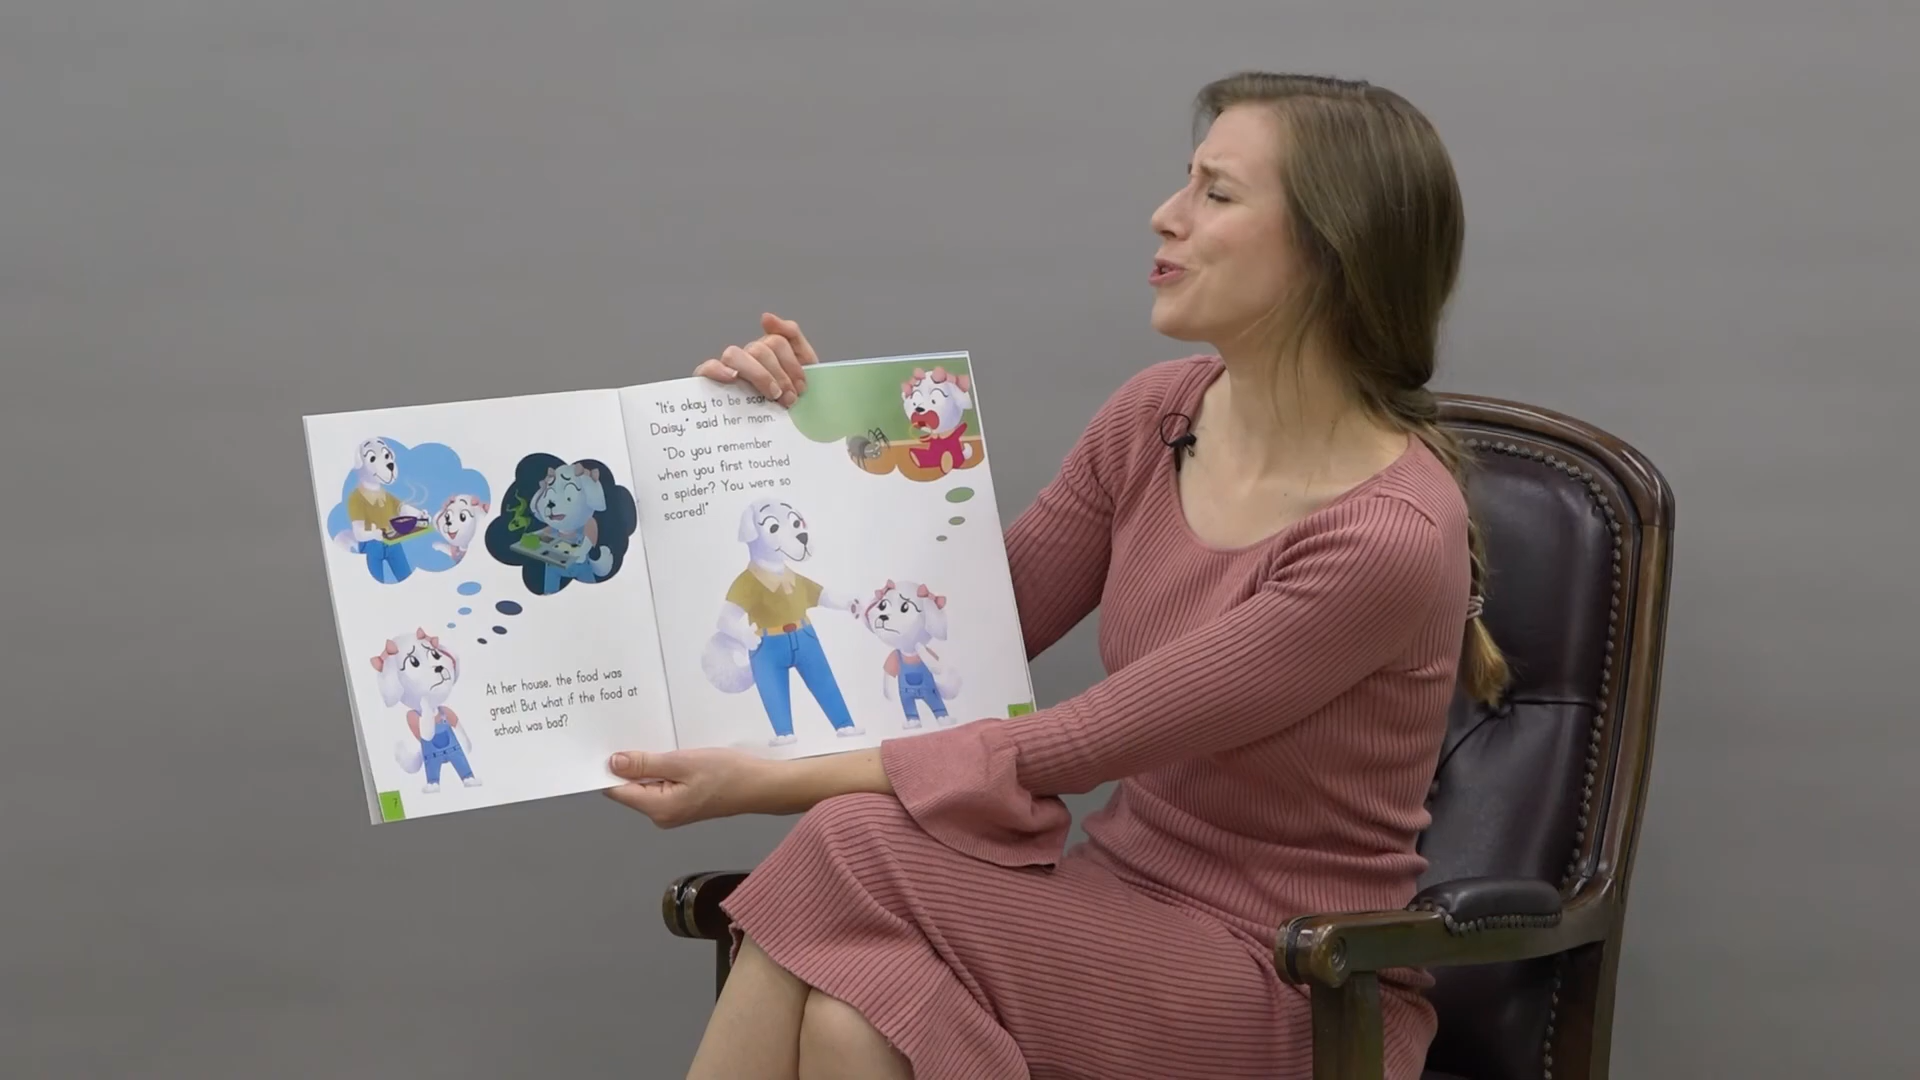 At her house, the food was
great! But what if the food at
school was bad?
7
"It's okay to be
Daisy," said her mom.
"Do you remember
when you first touched
a spider? You were so
scared!"